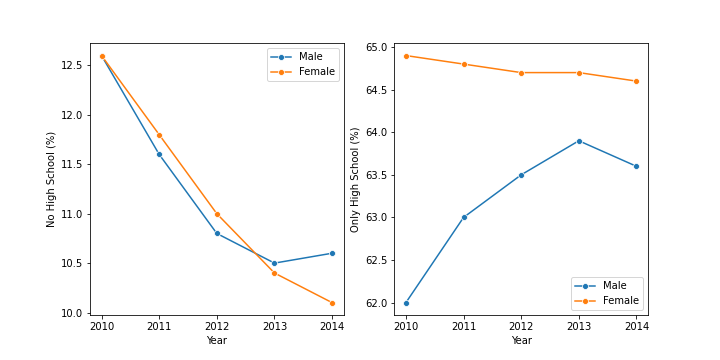 No High School (%)
12.5
12.0
11.5
11.0
10.5
10.0
2010 2011 2012 2013 2014
Year
Male
Female
Only High School (%)
65.0
64.5
64.0
63.5
63.0
62.5
62.0
2010 2011 2012 2013 2014
Year
Male
Female